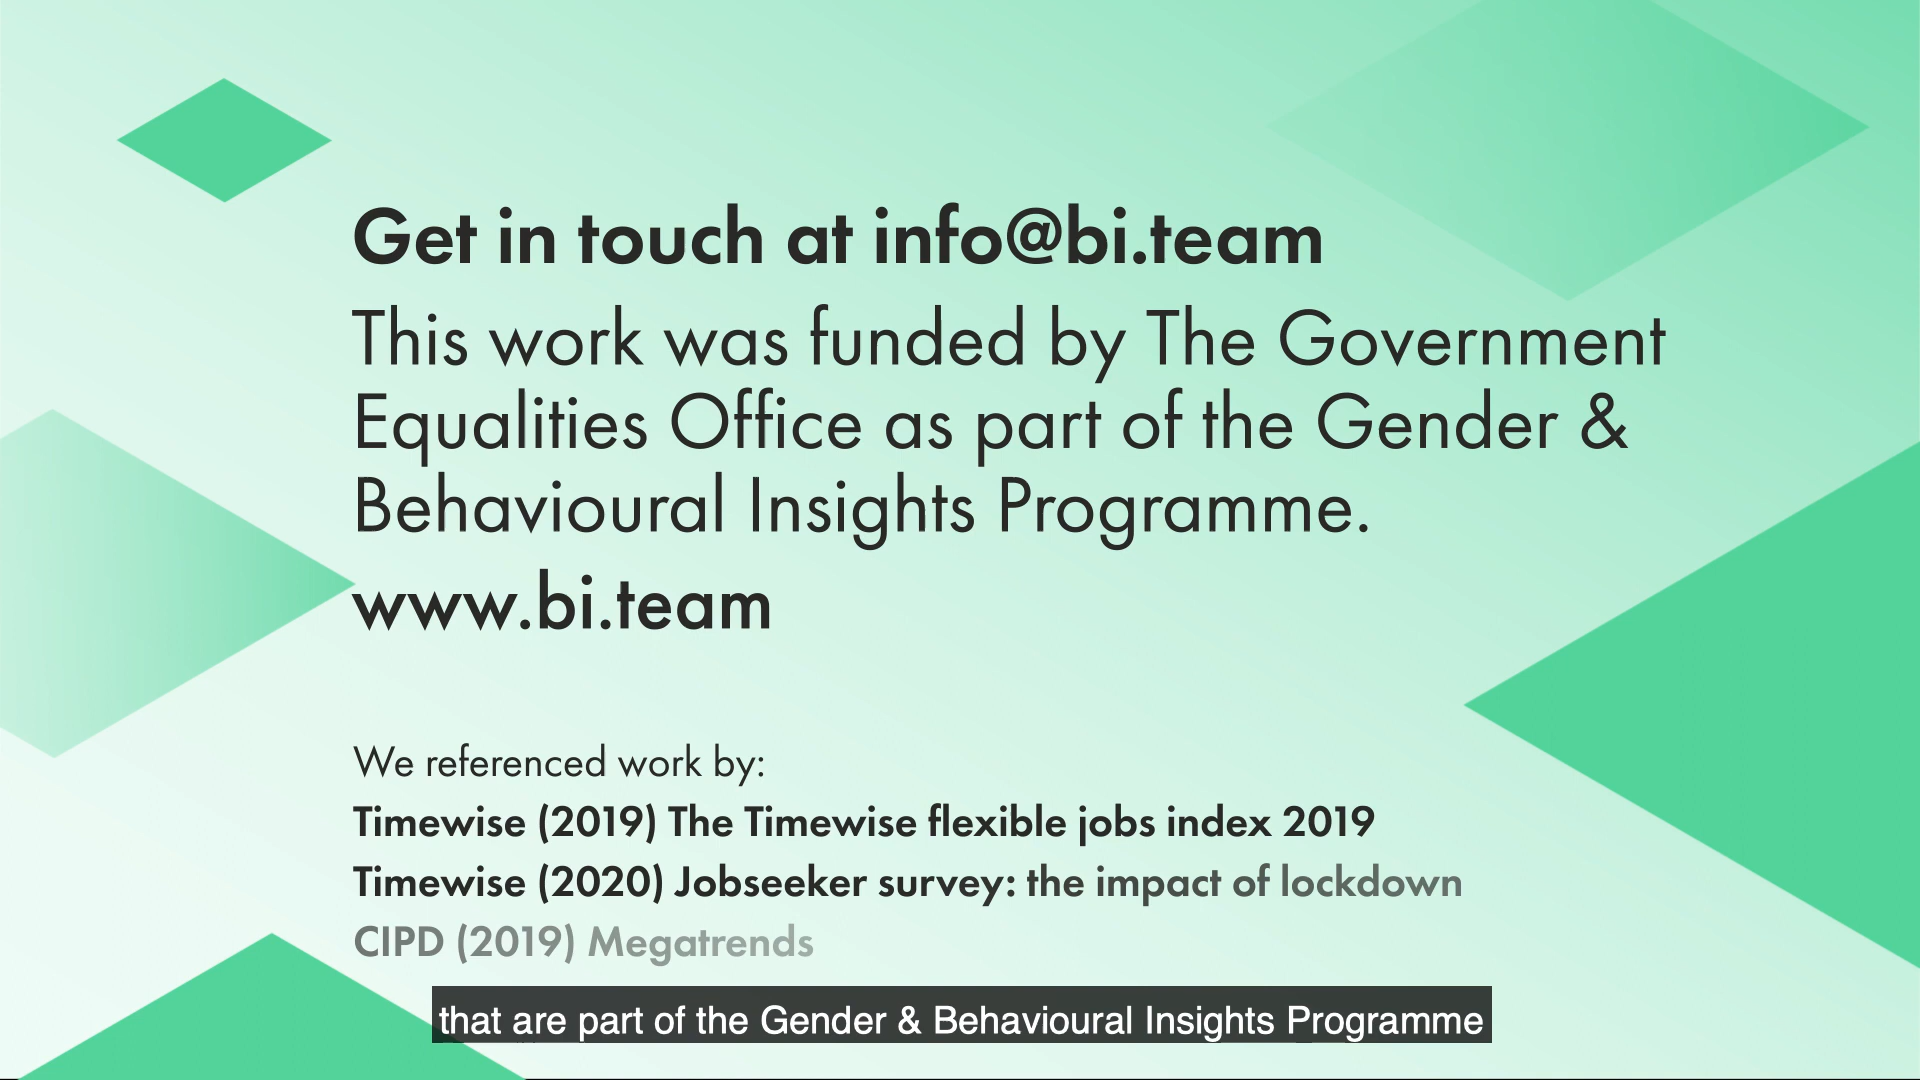 Get in touch at info@bi.team
This work was funded by The Government
Equalities Office as part of the Gender &
Behavioural Insights Programme.
www.bi.team
We referenced work by:
Timewise (2019) The Timewise flexible jobs index 2019
Timewise (2020) Jobseeker survey: the impact of lockdown
CIPD (2019) Megatrends
that are part of the Gender & Behavioural Insights Programme